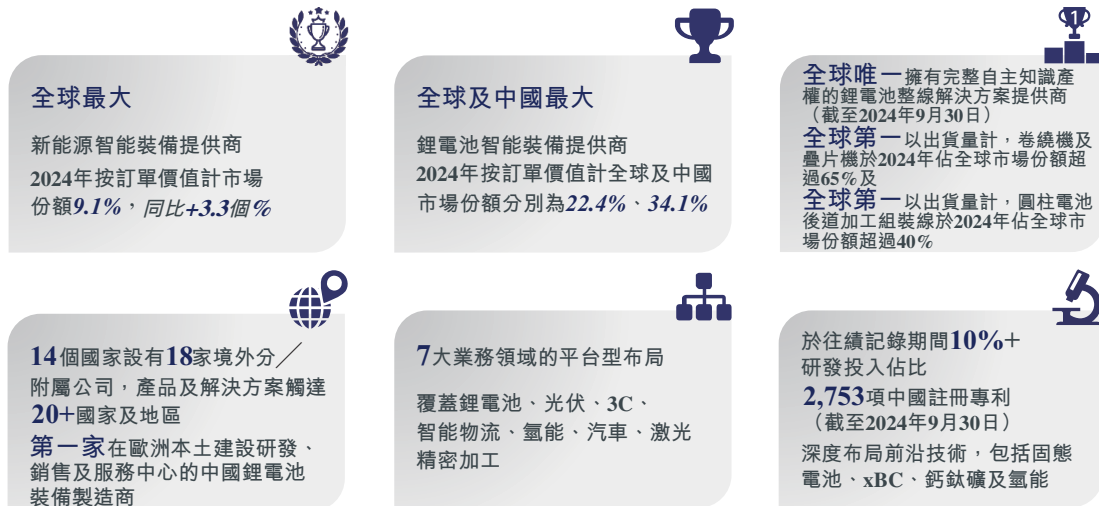 全球最大
新能源智能裝備提供商
2024年按訂單價值計市場
份額9.1%，同比+3.3個%
全球及中國最大
鋰電池智能裝備提供商
2024年按訂單價值計全球及中國
市場份額分別為22.4%、34.1%
1
全球唯一擁有完整自主知識產
權的鋰電池整線解決方案提供商
（截至2024年9月30日）
全球第一以出貨量計，卷繞機及
疊片機於2024年佔全球市場份額超
過65%及
全球第一以出貨量計，圓柱電池
後道加工組裝線於2024年佔全球市
場份額超過40%
14個國家設有18家境外分／
附屬公司，產品及解決方案觸達
20+國家及地區
第一家在歐洲本土建設研發、
銷售及服務中心的中國鋰電池
裝備製造商
7大業務領域的平台型布局
覆蓋鋰電池、光伏、3C、
智能物流、氫能、汽車、激光
精密加工
於往績記錄期間10%+
研發投入佔比
2,753項中國註冊專利
（截至2024年9月30日）
深度布局前沿技術，包括固態
電池、xBC、鈣鈦礦及氫能